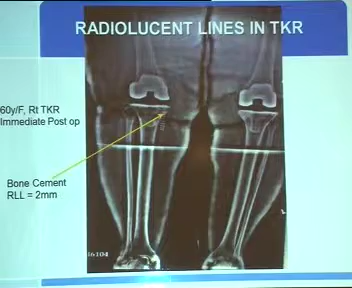 RADIOLUCENT LINES IN TKR
60y/F, Rt TKR
Immediate Post op
Bone Cement
RLL = 2mm